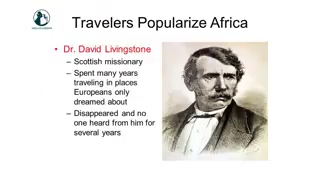 Travelers Popularize Africa
• Dr. David Livingstone
– Scottish missionary
– Spent many years
traveling in places
Europeans only
dreamed about
– Disappeared and no
one heard from him for
several years